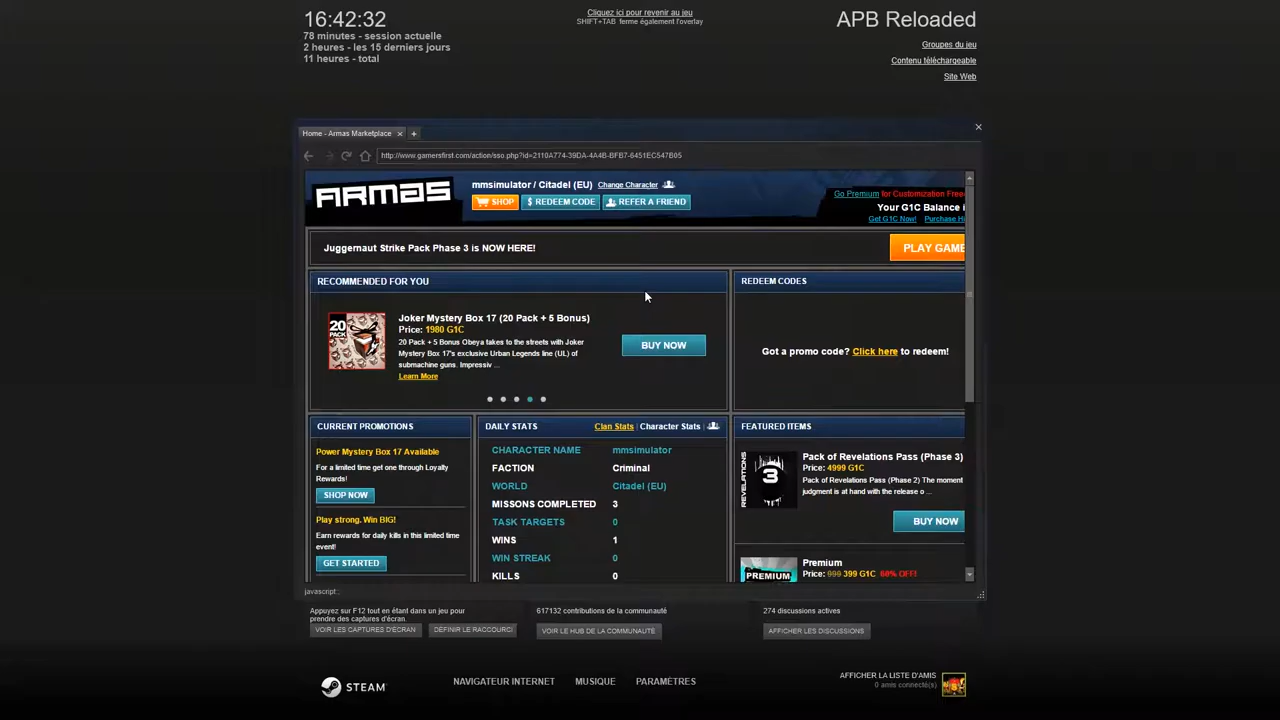 16:42:32
78 minutes - session actuelle
2 heures - les 15 derniers jours
11 heures - total
Cliquez ici pour revenir au jeu
SHIFT+TAB ferme également l'overlay
APB Reloaded
Groupes du jeu
Contenu téléchargeable
Site Web
Home - Armas Marketplace
http://www.gamersfirst.com/action/sso.php?id=2110A774-39DA-4A4B-BFB7-6451EC547B05
ARMAS
mmsimulator / Citadel (EU) Change Character
SHOP
$ REDEEM CODE
REFER A FRIEND
Go Premium for Customization Free
Your G1C Balance i
Get G1C Now! Purchase Hi
Juggernaut Strike Pack Phase 3 is NOW HERE!
PLAY GAME
RECOMMENDED FOR YOU
20 PACK
Joker Mystery Box 17 (20 Pack + 5 Bonus)
Price: 1980 G1C
20 Pack + 5 Bonus Obeya takes to the streets with Joker
Mystery Box 17's exclusive Urban Legends line (UL) of
submachine guns. Impressiv ...
Learn More
BUY NOW
REDEEM CODES
Got a promo code? Click here to redeem!
CURRENT PROMOTIONS
Power Mystery Box 17 Available
For a limited time get one through Loyalty
Rewards!
SHOP NOW
Play strong. Win BIG!
Earn rewards for daily kills in this limited time
event!
GET STARTED
DAILY STATS
Clan Stats | Character Stats |
CHARACTER NAME mmsimulator
FACTION Criminal
WORLD Citadel (EU)
MISSONS COMPLETED 3
TASK TARGETS 0
WINS 1
WIN STREAK 0
KILLS 0
FEATURED ITEMS
REVELATIONS 3
Pack of Revelations Pass (Phase 3)
Price: 4999 G1C
Pack of Revelations Pass (Phase 2) The moment
judgment is at hand with the release o ...
BUY NOW
PREMIUM
Premium
Price: 999 399 G1C 60% OFF!
javascript:;
Appuyez sur F12 tout en étant dans un jeu pour
prendre des captures d'écran.
VOIR LES CAPTURES D'ÉCRAN
DÉFINIR LE RACCOURCI
617132 contributions de la communauté
VOIR LE HUB DE LA COMMUNAUTÉ
274 discussions actives
AFFICHER LES DISCUSSIONS
STEAM
NAVIGATEUR INTERNET
MUSIQUE
PARAMÈTRES
AFFICHER LA LISTE D'AMIS
0 amis connecté(s)